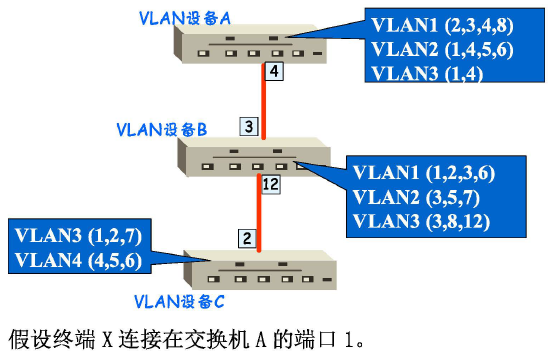 VLAN设备A
VLAN1 (2,3,4,8)
VLAN2 (1,4,5,6)
VLAN3 (1,4)
4
3
VLAN设备B
12
VLAN1 (1,2,3,6)
VLAN2 (3,5,7)
VLAN3 (3,8,12)
2
VLAN3 (1,2,7)
VLAN4 (4,5,6)
VLAN设备C
假设终端 X 连接在交换机 A 的端口 1。